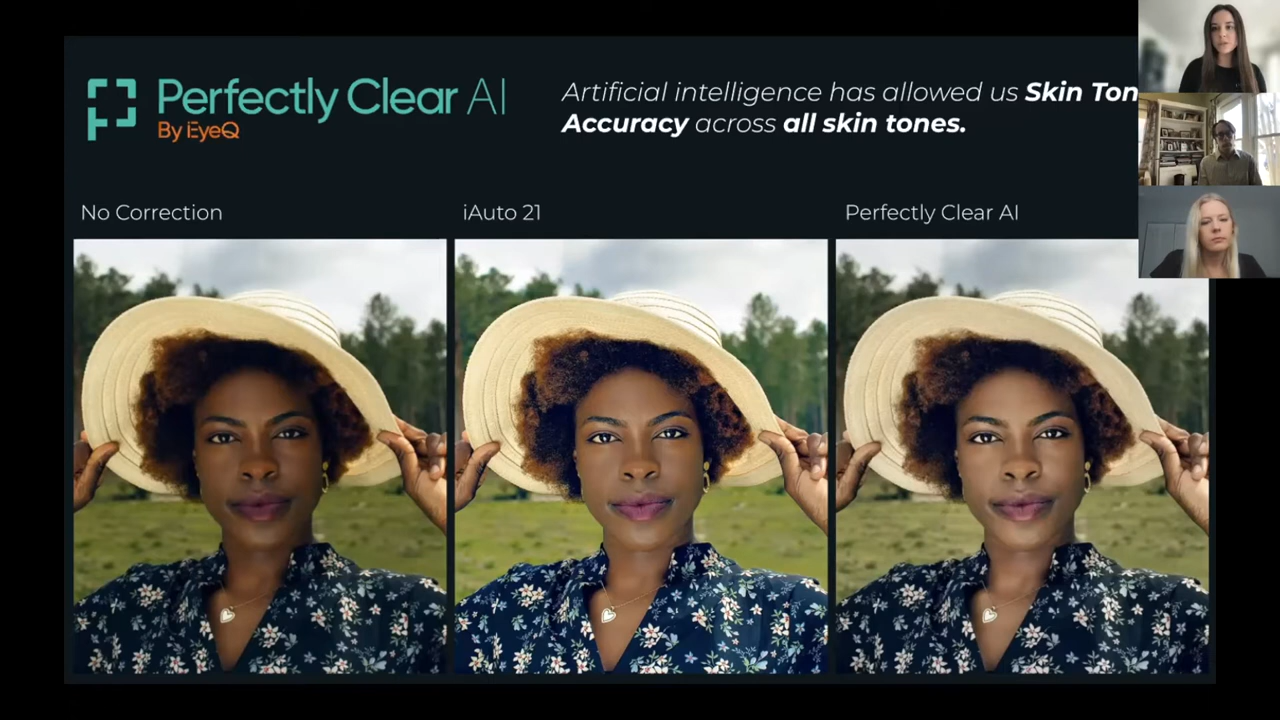 Perfectly Clear AI
By EyeQ
Artificial intelligence has allowed us Skin Ton
Accuracy across all skin tones.
No Correction
iAuto 21
Perfectly Clear AI